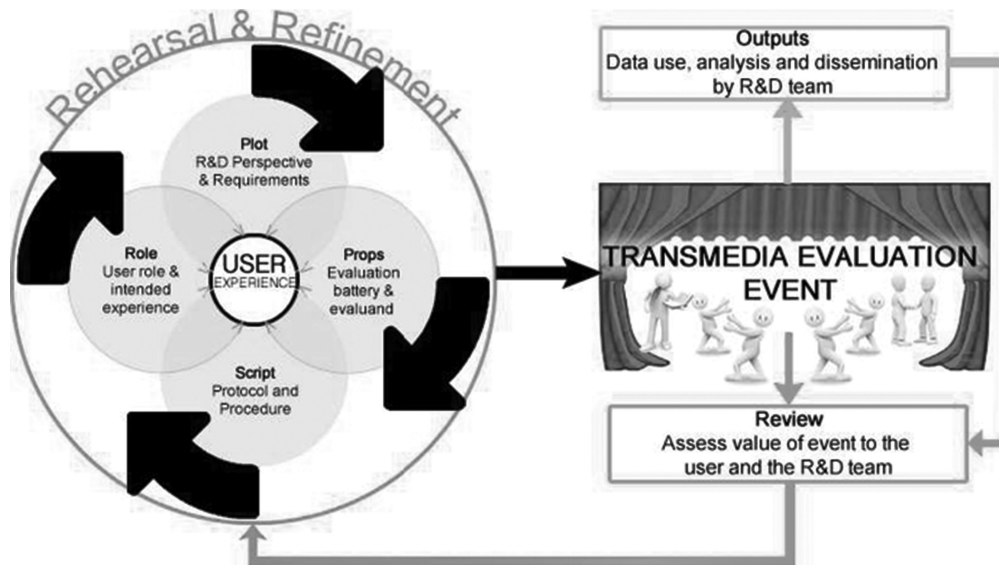 Rehearsal & Refinement
Plot
R&D Perspective
& Requirements
Role
User role &
intended
experience
USER
EXPERIENCE
Props
Evaluation
battery &
evaluand
Script
Protocol and
Procedure
Outputs
Data use, analysis and dissemination
by R&D team
TRANSMEDIA EVALUATION
EVENT
Review
Assess value of event to the
user and the R&D team